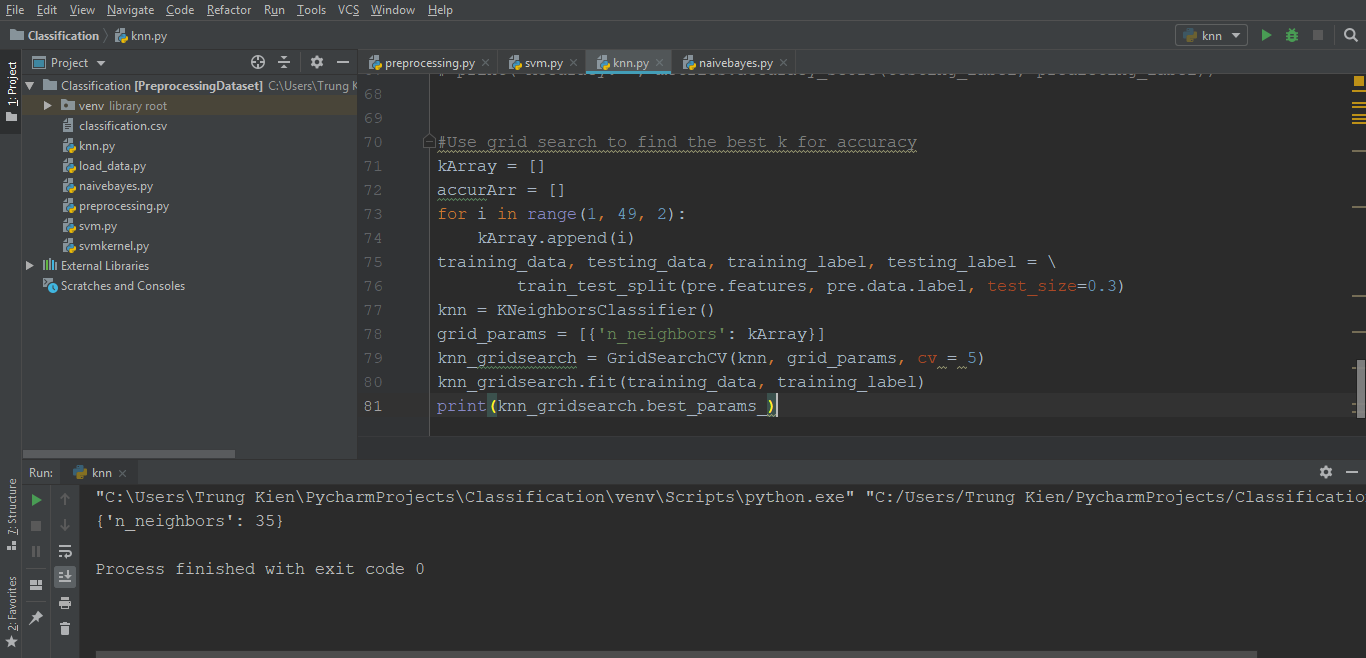 File Edit View Navigate Code Refactor Run Tools VCS Window Help
Classification knn.py knn
1: Project
Project
preprocessing.py svm.py knn.py naivebayes.py
Classification [PreprocessingDataset] C:\Users\Trung K
venv library root
classification.csv
knn.py
load_data.py
naivebayes.py
preprocessing.py
svm.py
svmkernel.py
External Libraries
Scratches and Consoles
68
69
70 #Use grid search to find the best k for accuracy
71 kArray = []
72 accurArr = []
73 for i in range(1, 49, 2):
74 kArray.append(i)
75 training_data, testing_data, training_label, testing_label = \
76 train_test_split(pre.features, pre.data.label, test_size=0.3)
77 knn = KNeighborsClassifier()
78 grid_params = [{'n_neighbors': kArray}]
79 knn_gridsearch = GridSearchCV(knn, grid_params, cv = 5)
80 knn_gridsearch.fit(training_data, training_label)
81 print(knn_gridsearch.best_params_)
Run: knn
7: Structure
2: Favorites
"C:\Users\Trung Kien\PycharmProjects\Classification\venv\Scripts\python.exe" "C:/Users/Trung Kien/PycharmProjects/Classificatio
{'n_neighbors': 35}
Process finished with exit code 0